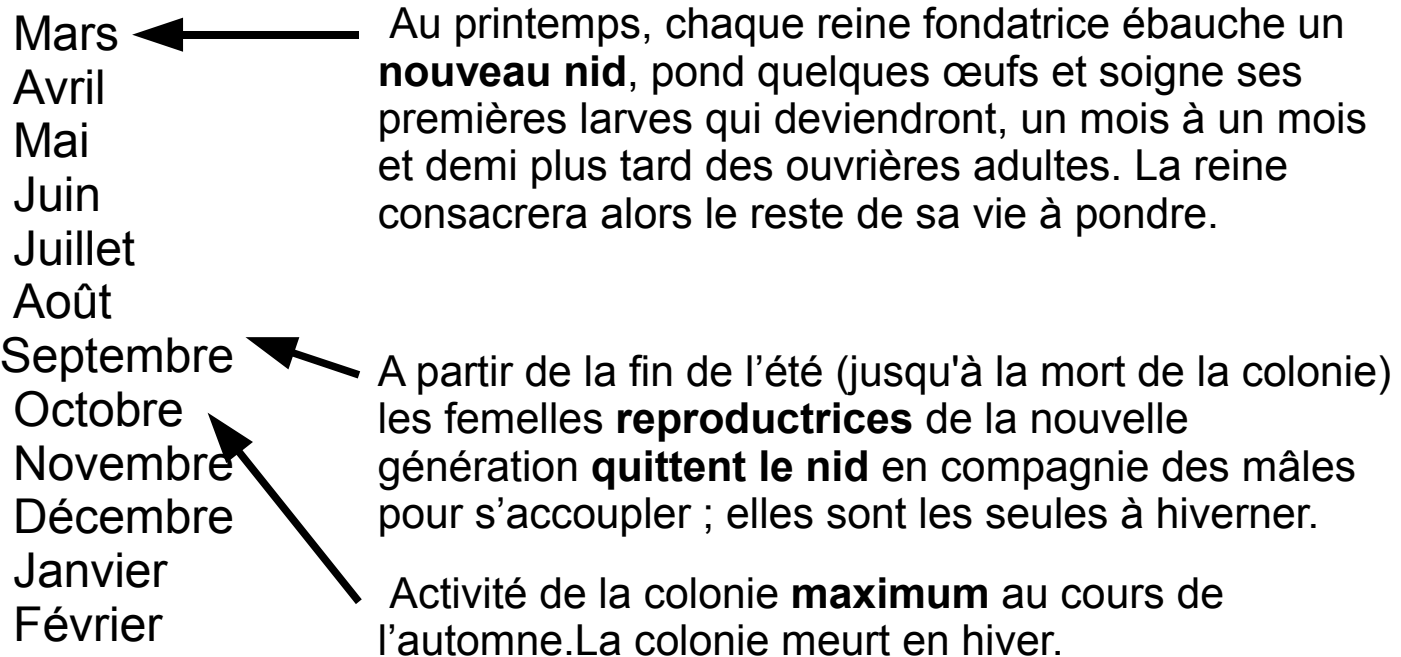 Mars
Avril
Mai
Juin
Juillet
Août
Septembre
Octobre
Novembre
Décembre
Janvier
Février
Au printemps, chaque reine fondatrice ébauche un
nouveau nid, pond quelques œufs et soigne ses
premières larves qui deviendront, un mois à un mois
et demi plus tard des ouvrières adultes. La reine
consacrera alors le reste de sa vie à pondre.
A partir de la fin de l’été (jusqu'à la mort de la colonie)
les femelles reproductrices de la nouvelle
génération quittent le nid en compagnie des mâles
pour s’accoupler ; elles sont les seules à hiverner.
Activité de la colonie maximum au cours de
l’automne.La colonie meurt en hiver.